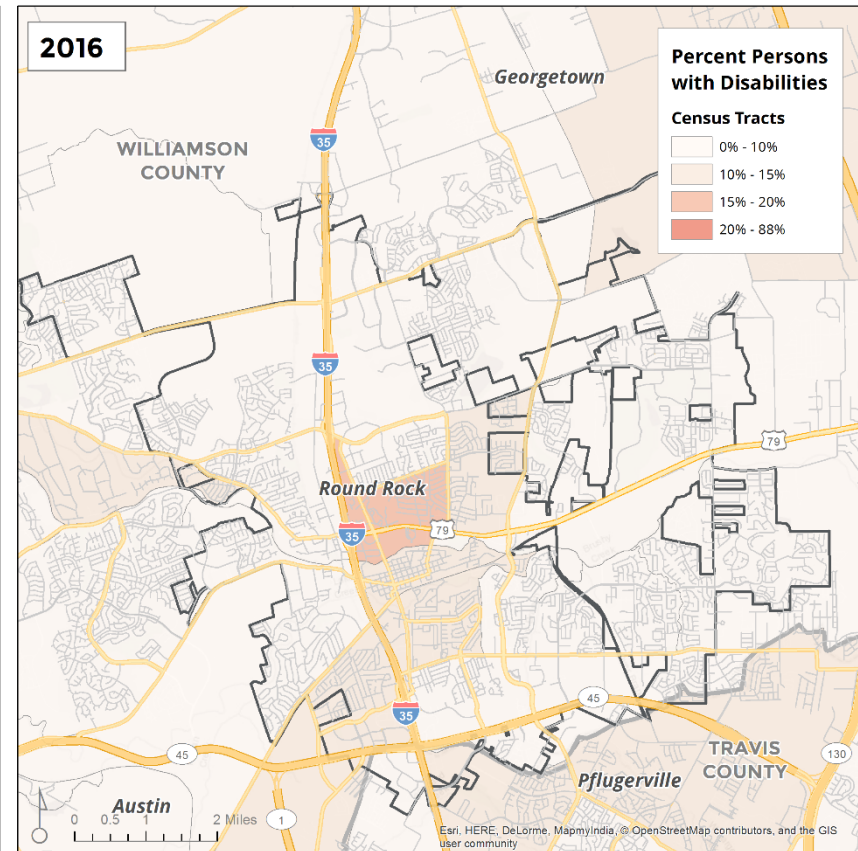 2016
Georgetown
Percent Persons
with Disabilities
Census Tracts
0% - 10%
10% - 15%
15% - 20%
20% - 88%
35
WILLIAMSON
COUNTY
35
79
Round Rock
35
79
45
35
45
TRAVIS
COUNTY
130
Pflugerville
Austin
1
0 0.5 1 2 Miles
Esri, HERE, DeLorme, MapmyIndia, © OpenStreetMap contributors, and the GIS
user community